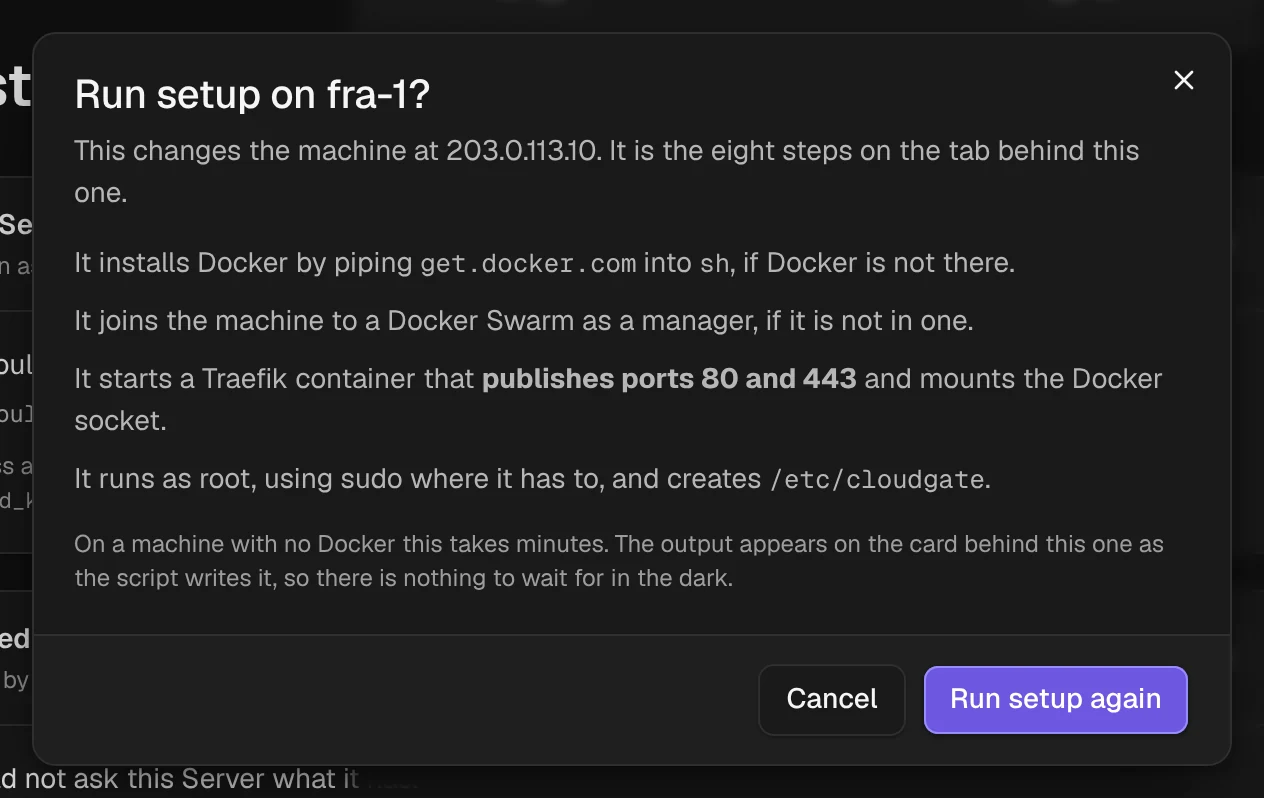 Run setup on fra-1?
This changes the machine at 203.0.113.10. It is the eight steps on the tab behind this
one.
It installs Docker by piping get.docker.com into sh, if Docker is not there.
It joins the machine to a Docker Swarm as a manager, if it is not in one.
It starts a Traefik container that publishes ports 80 and 443 and mounts the Docker
socket.
It runs as root, using sudo where it has to, and creates /etc/cloudgate.
On a machine with no Docker this takes minutes. The output appears on the card behind this one as
the script writes it, so there is nothing to wait for in the dark.
Cancel
Run setup again
not ask this Server what it